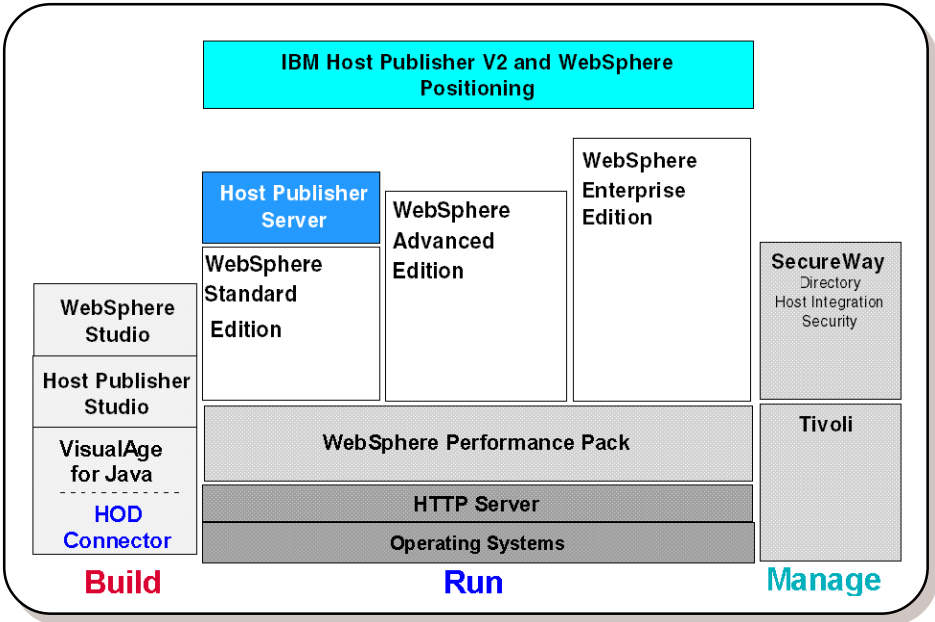 IBM Host Publisher V2 and WebSphere
Positioning
WebSphere
Studio
Host Publisher
Studio
VisualAge
for Java
HOD
Connector
Build
Host Publisher
Server
WebSphere
Standard
Edition
WebSphere
Advanced
Edition
WebSphere
Enterprise
Edition
WebSphere Performance Pack
HTTP Server
Operating Systems
Run
SecureWay
Directory
Host Integration
Security
Tivoli
Manage